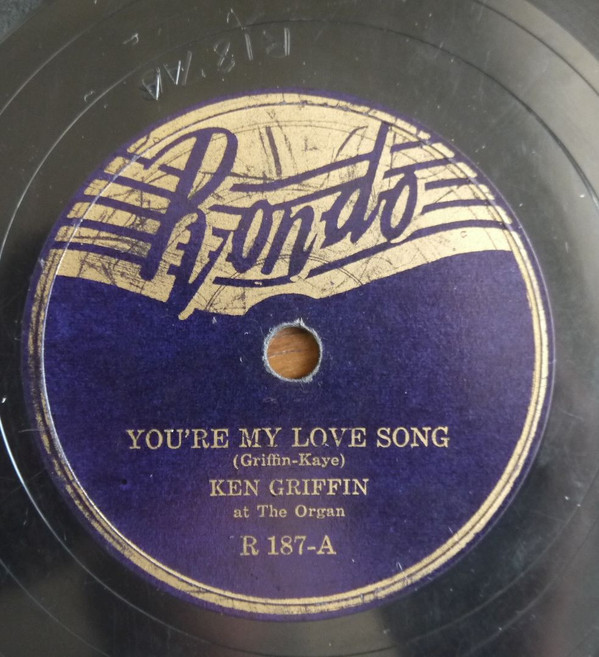 Rondo
YOU'RE MY LOVE SONG
(Griffin-Kaye)
KEN GRIFFIN
at The Organ
R 187-A